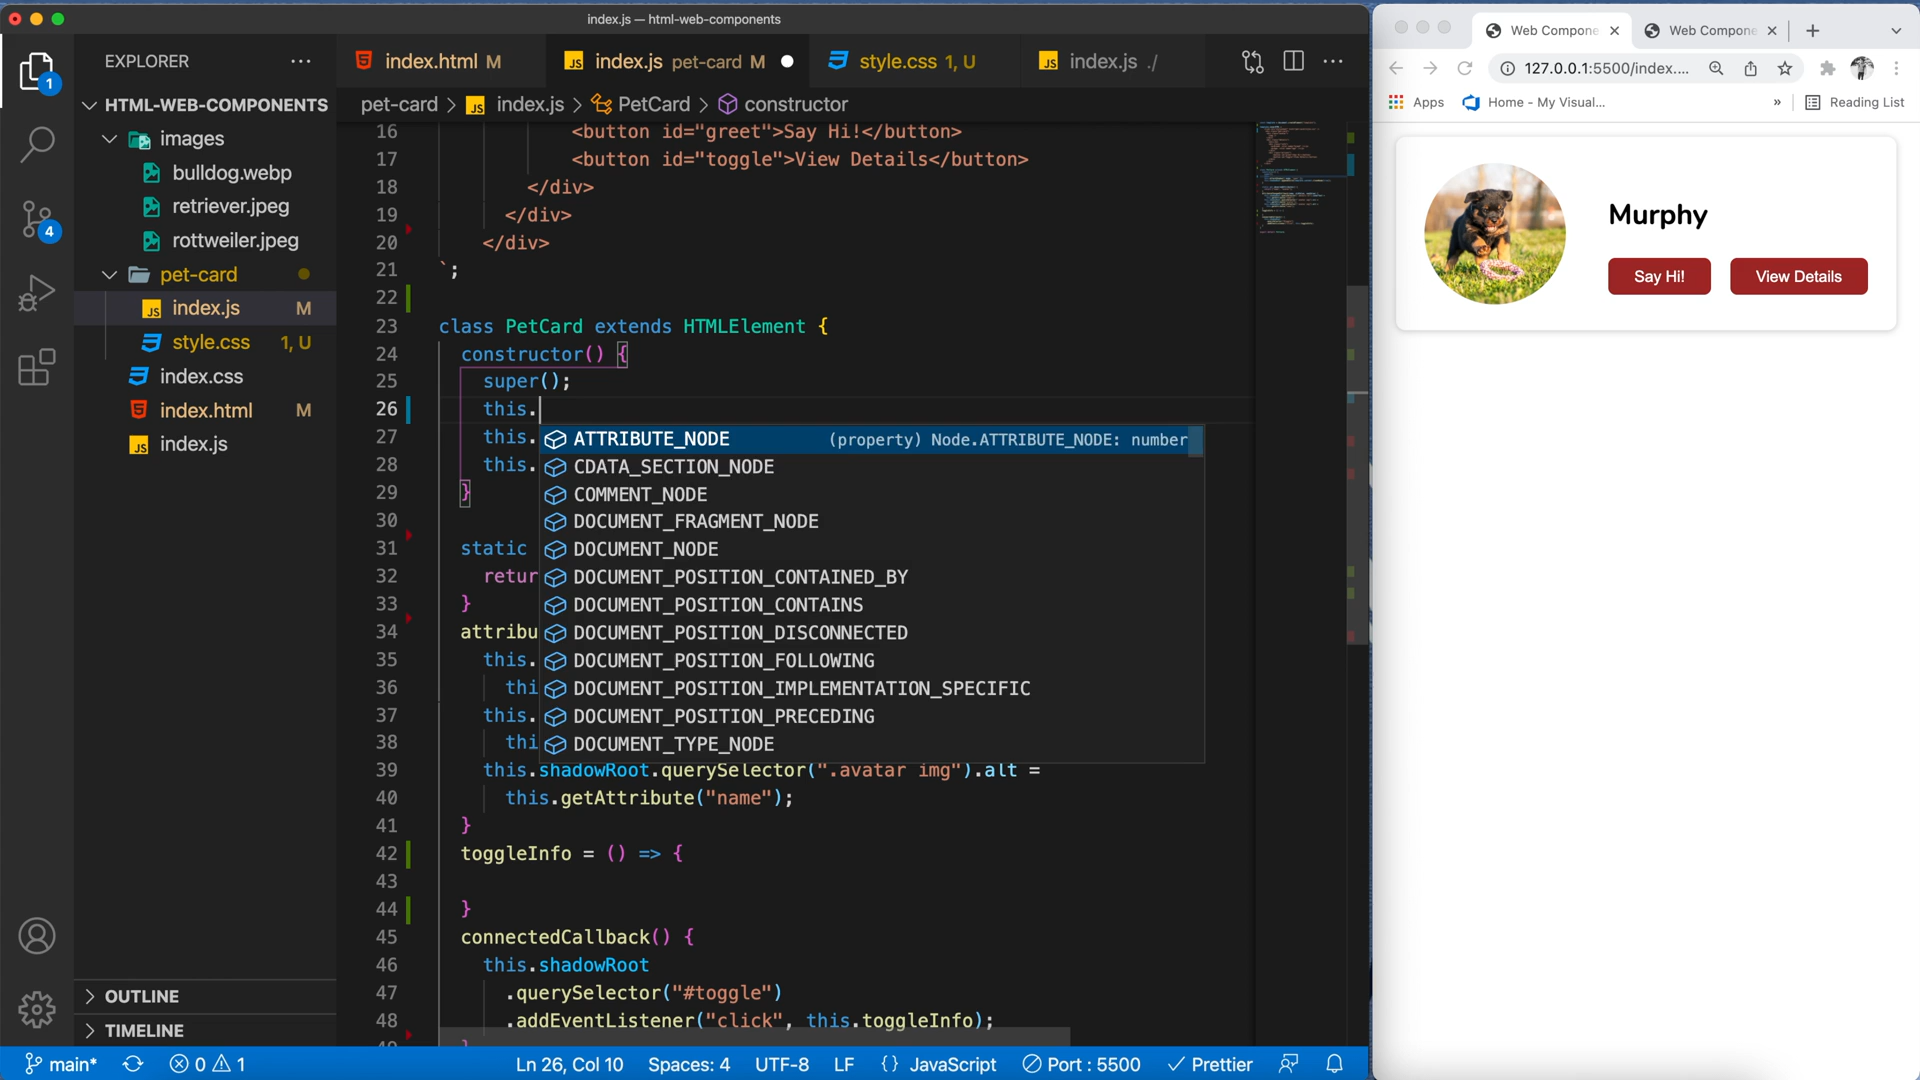 index.js — html-web-components
EXPLORER
index.html M
index.js pet-card M
style.css 1, U
index.js ./
1
HTML-WEB-COMPONENTS
images
bulldog.webp
retriever.jpeg
rottweiler.jpeg
pet-card
index.js M
style.css 1, U
index.css
index.html M
index.js
4
OUTLINE
TIMELINE
pet-card > index.js > PetCard > constructor
16 <button id="greet">Say Hi!</button>
17 <button id="toggle">View Details</button>
18 </div>
19 </div>
20 </div>
21 `;
22
23 class PetCard extends HTMLElement {
24 constructor() {
25 super();
26 this.
27 this.
28 this.
29 }
30
31 static
32 retur
33 }
34 attribu
35 this.
36 thi
37 this.
38 thi
39 this.shadowRoot.querySelector(".avatar img").alt =
40 this.getAttribute("name");
41 }
42 toggleInfo = () => {
43
44 }
45 connectedCallback() {
46 this.shadowRoot
47 .querySelector("#toggle")
48 .addEventListener("click", this.toggleInfo);
ATTRIBUTE_NODE (property) Node.ATTRIBUTE_NODE: number
CDATA_SECTION_NODE
COMMENT_NODE
DOCUMENT_FRAGMENT_NODE
DOCUMENT_NODE
DOCUMENT_POSITION_CONTAINED_BY
DOCUMENT_POSITION_CONTAINS
DOCUMENT_POSITION_DISCONNECTED
DOCUMENT_POSITION_FOLLOWING
DOCUMENT_POSITION_IMPLEMENTATION_SPECIFIC
DOCUMENT_POSITION_PRECEDING
DOCUMENT_TYPE_NODE
main* 0 1 Ln 26, Col 10 Spaces: 4 UTF-8 LF {} JavaScript Port : 5500 Prettier
Web Compone
Web Compone
127.0.0.1:5500/index....
Apps Home - My Visual... » Reading List
Murphy
Say Hi!
View Details